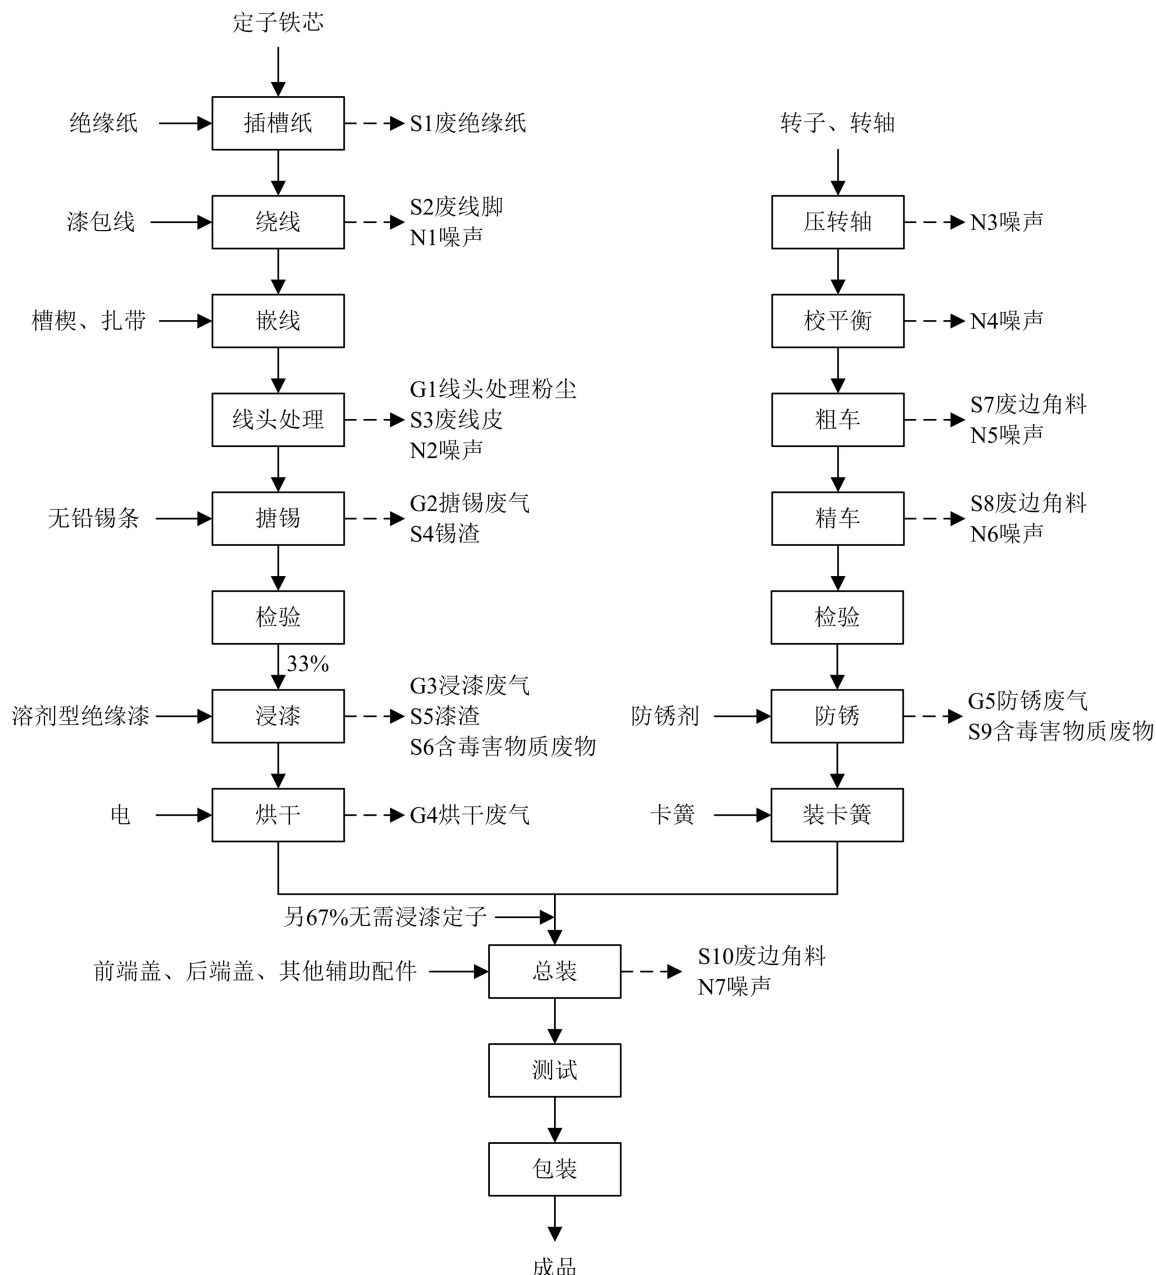 定子铁芯
绝缘纸
插槽纸
S1废绝缘纸
漆包线
绕线
S2废线脚
N1噪声
槽楔、扎带
嵌线
线头处理
G1线头处理粉尘
S3废线皮
N2噪声
无铅锡条
搪锡
G2搪锡废气
S4锡渣
检验
33%
溶剂型绝缘漆
浸漆
G3浸漆废气
S5漆渣
S6含毒害物质废物
电
烘干
G4烘干废气
转子、转轴
压转轴
N3噪声
校平衡
N4噪声
粗车
S7废边角料
N5噪声
精车
S8废边角料
N6噪声
检验
防锈剂
防锈
G5防锈废气
S9含毒害物质废物
卡簧
装卡簧
另67%无需浸漆定子
前端盖、后端盖、其他辅助配件
总装
S10废边角料
N7噪声
测试
包装
成品